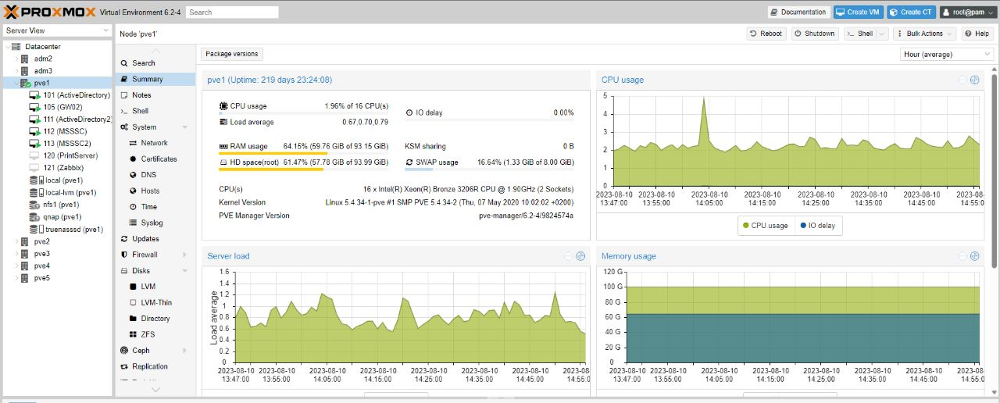 PROXMOX Virtual Environment 6.2-4 Search Documentation Create VM Create CT root@pam
Server View Node 'pve1' Reboot Shutdown Shell Bulk Actions Help
Datacenter
adm2
adm3
pve1
101 (ActiveDirectory)
105 (GW02)
111 (ActiveDirectory2)
112 (MSSSC)
113 (MSSSC2)
120 (PrintServer)
121 (Zabbix)
local (pve1)
local-lvm (pve1)
nfs1 (pve1)
qnap (pve1)
truenasssd (pve1)
pve2
pve3
pve4
pve5
Search
Summary
Notes
Shell
System
Network
Certificates
DNS
Hosts
Time
Syslog
Updates
Firewall
Disks
LVM
LVM-Thin
Directory
ZFS
Ceph
Replication
Package versions Hour (average)
pve1 (Uptime: 219 days 23:24:08)
CPU usage 1.96% of 16 CPU(s)
IO delay 0.00%
Load average 0.67,0.70,0.79
RAM usage 64.15% (59.76 GiB of 93.15 GiB)
KSM sharing 0 B
HD space(root) 61.47% (57.78 GiB of 93.99 GiB)
SWAP usage 16.64% (1.33 GiB of 8.00 GiB)
CPU(s) 16 x Intel(R) Xeon(R) Bronze 3206R CPU @ 1.90GHz (2 Sockets)
Kernel Version Linux 5.4.34-1-pve #1 SMP PVE 5.4.34-2 (Thu, 07 May 2020 10:02:02 +0200)
PVE Manager Version pve-manager/6.2-4/9824574a
CPU usage
5
4
3
2
1
0
2023-08-10 2023-08-10 2023-08-10 2023-08-10 2023-08-10 2023-08-10 2023-08-10 2023-08-10
13:47:00 13:55:00 14:05:00 14:15:00 14:25:00 14:35:00 14:45:00 14:55:0
CPU usage IO delay
Server load
Load average
1.6
1.4
1.2
1
0.8
0.6
0.4
0.2
0
2023-08-10 2023-08-10 2023-08-10 2023-08-10 2023-08-10 2023-08-10 2023-08-10 2023-08-10
13:47:00 13:55:00 14:05:00 14:15:00 14:25:00 14:35:00 14:45:00 14:55:0
Memory usage
120 G
100 G
80 G
60 G
40 G
20 G
0
2023-08-10 2023-08-10 2023-08-10 2023-08-10 2023-08-10 2023-08-10 2023-08-10 2023-08-10
13:47:00 13:55:00 14:05:00 14:15:00 14:25:00 14:35:00 14:45:00 14:55:0